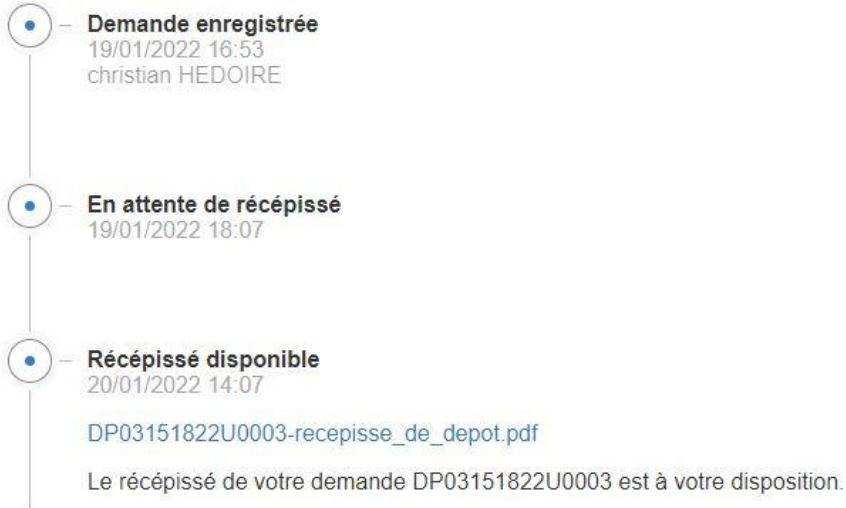 Demande enregistrée
19/01/2022 16:53
christian HEDOIRE
En attente de récépissé
19/01/2022 18:07
Récépissé disponible
20/01/2022 14:07
DP03151822U0003-recepisse_de_depot.pdf
Le récépissé de votre demande DP03151822U0003 est à votre disposition.